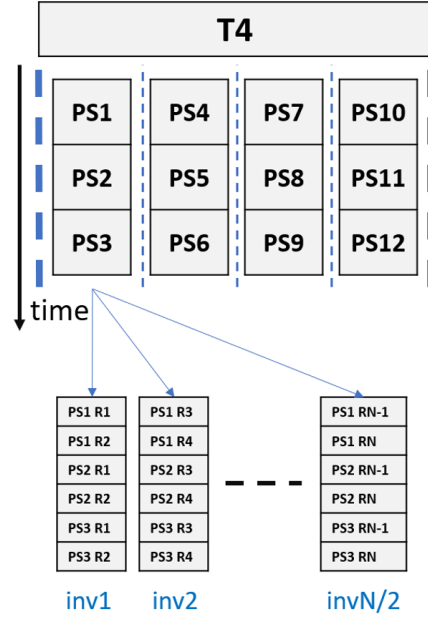 T4
PS1 PS4 PS7 PS10
PS2 PS5 PS8 PS11
PS3 PS6 PS9 PS12
time
PS1 R1 PS1 R3 PS1 RN-1
PS1 R2 PS1 R4 PS1 RN
PS2 R1 PS2 R3 PS2 RN-1
PS2 R2 PS2 R4 PS2 RN
PS3 R1 PS3 R3 PS3 RN-1
PS3 R2 PS3 R4 PS3 RN
inv1 inv2 invN/2